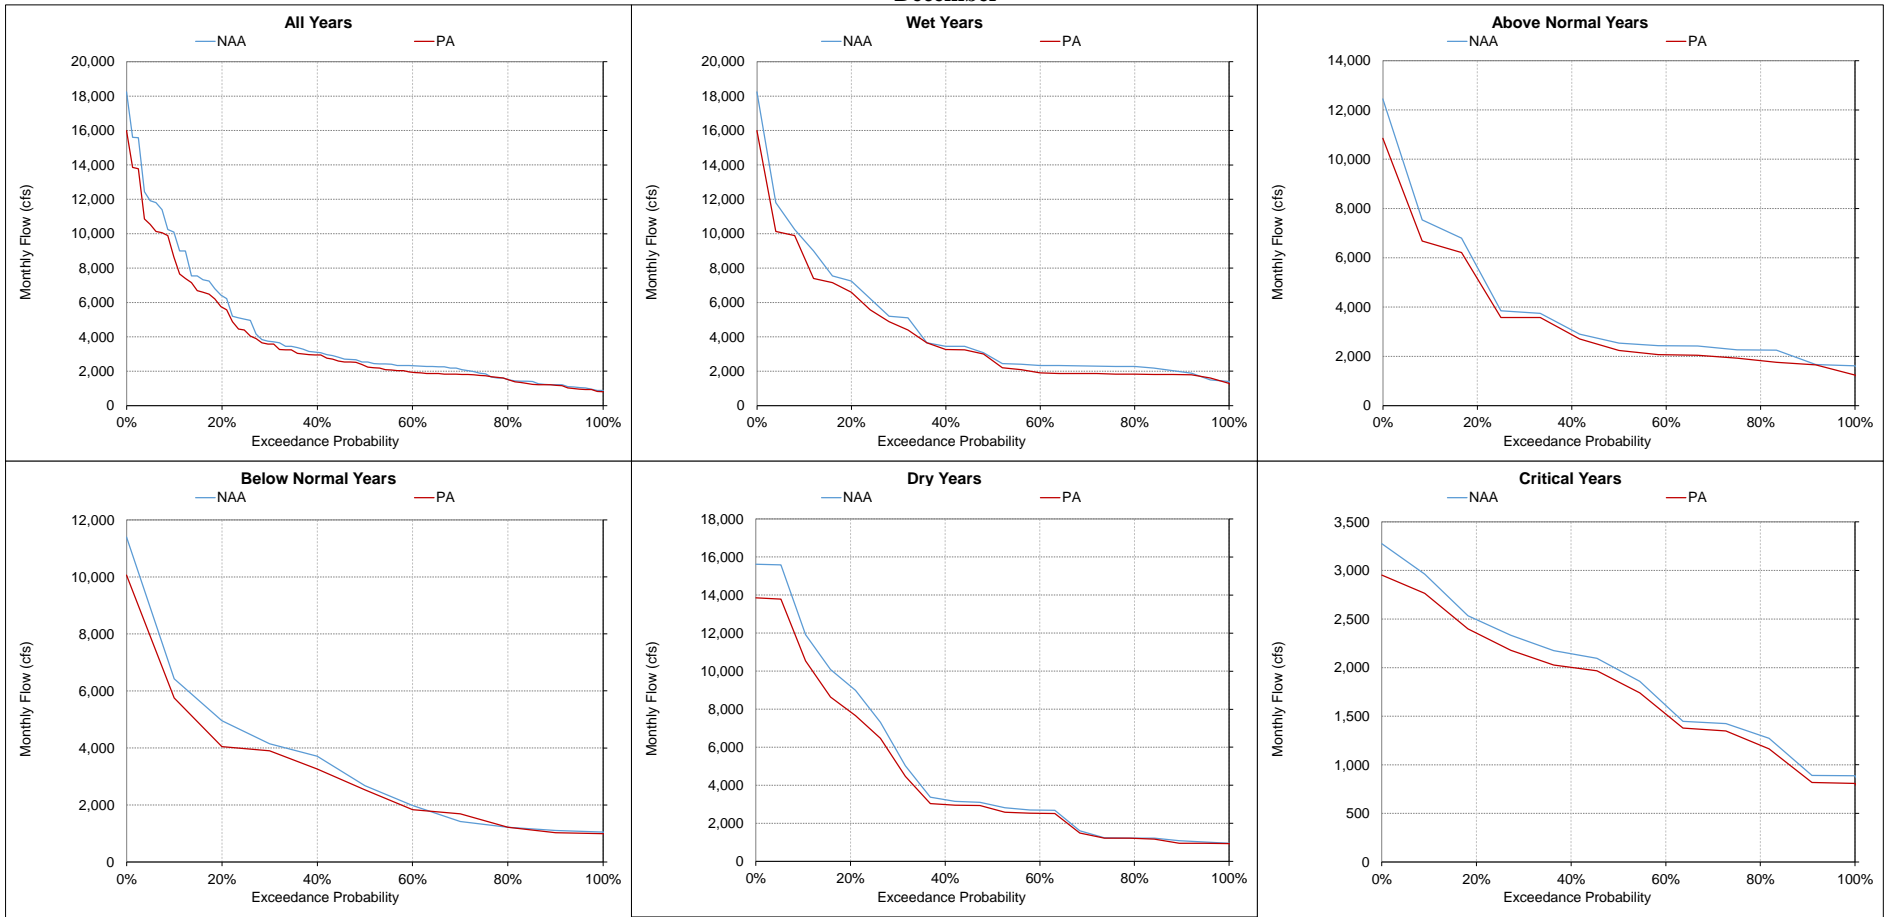 December
All Years
NAA PA
20,000
18,000
16,000
14,000
12,000
10,000
8,000
6,000
4,000
2,000
0
Monthly Flow (cfs)
0% 20% 40% 60% 80% 100%
Exceedance Probability
Wet Years
NAA PA
20,000
18,000
16,000
14,000
12,000
10,000
8,000
6,000
4,000
2,000
0
Monthly Flow (cfs)
0% 20% 40% 60% 80% 100%
Exceedance Probability
Above Normal Years
NAA PA
14,000
12,000
10,000
8,000
6,000
4,000
2,000
0
Monthly Flow (cfs)
0% 20% 40% 60% 80% 100%
Exceedance Probability
Below Normal Years
NAA PA
12,000
10,000
8,000
6,000
4,000
2,000
0
Monthly Flow (cfs)
0% 20% 40% 60% 80% 100%
Exceedance Probability
Dry Years
NAA PA
18,000
16,000
14,000
12,000
10,000
8,000
6,000
4,000
2,000
0
Monthly Flow (cfs)
0% 20% 40% 60% 80% 100%
Exceedance Probability
Critical Years
NAA PA
3,500
3,000
2,500
2,000
1,500
1,000
500
0
Monthly Flow (cfs)
0% 20% 40% 60% 80% 100%
Exceedance Probability